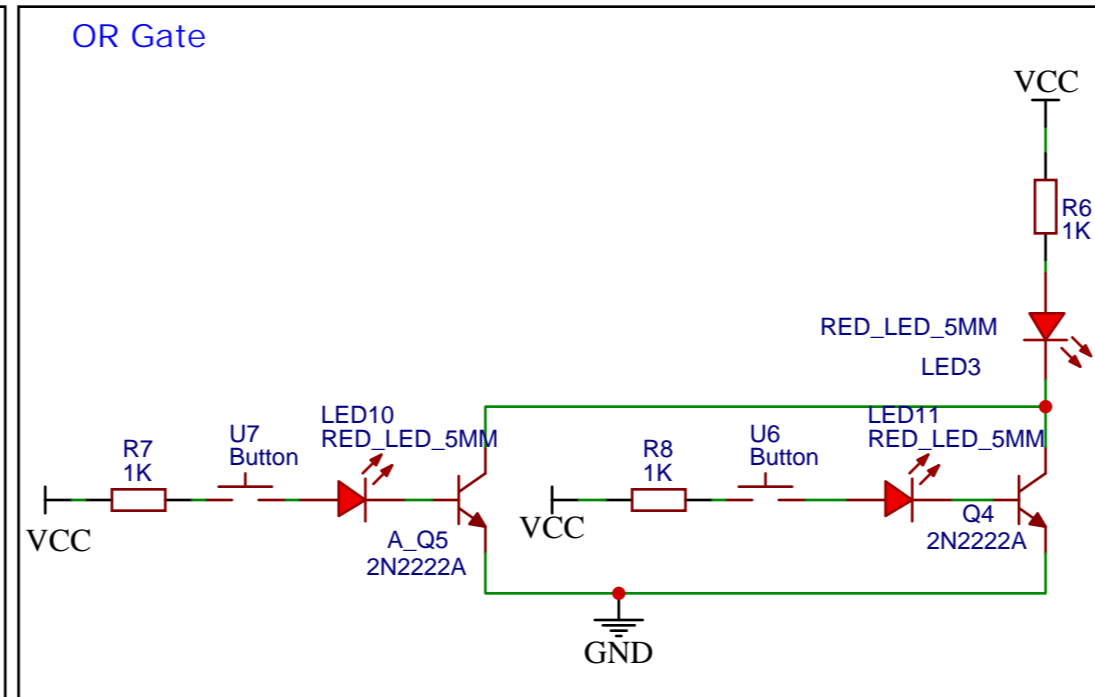 OR Gate
VCC
R6
1K
RED_LED_5MM
LED3
LED10
RED_LED_5MM
LED11
RED_LED_5MM
R7
1K
U7
Button
R8
1K
U6
Button
VCC
A_Q5
2N2222A
VCC
Q4
2N2222A
GND